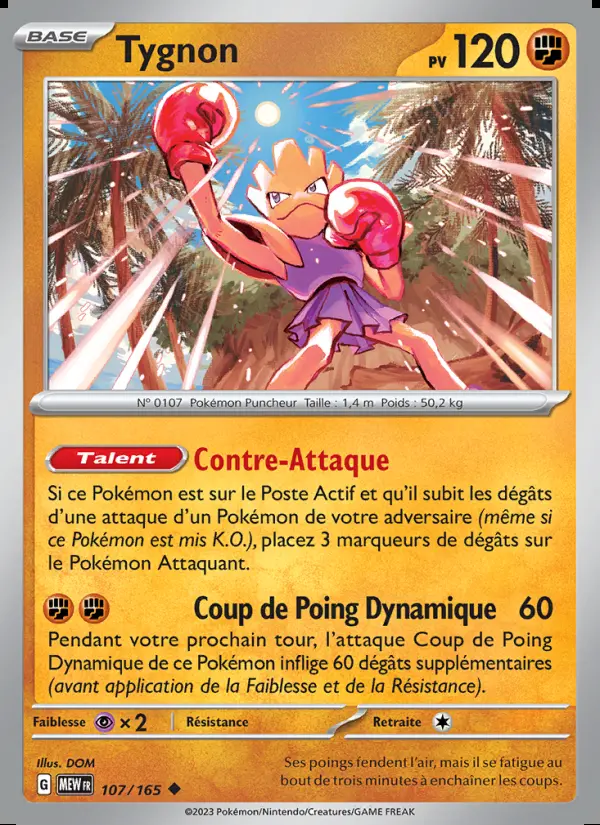 BASE Tygnon PV 120
N° 0107 Pokémon Puncheur Taille : 1,4 m Poids : 50,2 kg
Talent Contre-Attaque
Si ce Pokémon est sur le Poste Actif et qu'il subit les dégâts
d'une attaque d'un Pokémon de votre adversaire (même si
ce Pokémon est mis K.O.), placez 3 marqueurs de dégâts sur
le Pokémon Attaquant.
Coup de Poing Dynamique 60
Pendant votre prochain tour, l'attaque Coup de Poing
Dynamique de ce Pokémon inflige 60 dégâts supplémentaires
(avant application de la Faiblesse et de la Résistance).
Faiblesse ×2 Résistance Retraite
Illus. DOM
G MEW FR 107/165
Ses poings fendent l'air, mais il se fatigue au
bout de trois minutes à enchaîner les coups.
©2023 Pokémon/Nintendo/Creatures/GAME FREAK